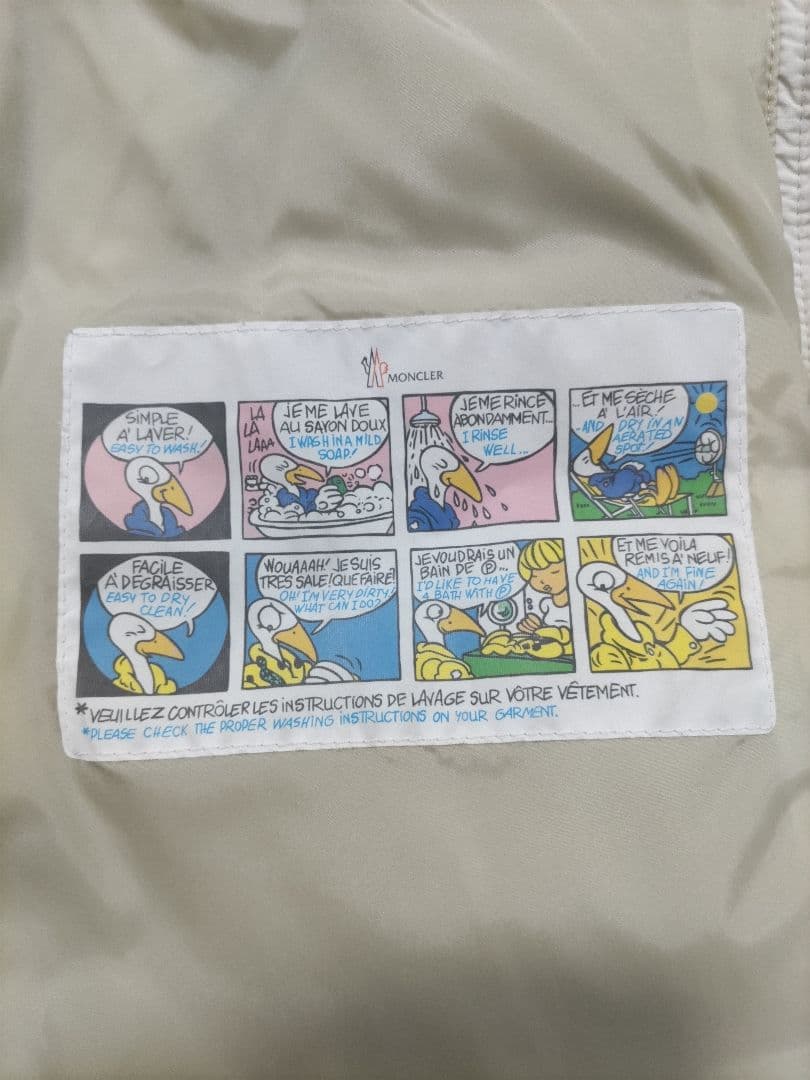 MONCLER
SIMPLE
A' LAVER!
EASY TO WASH!
LA
LA
LAAA
JE ME LAVE
AU SAVON DOUX
I WASH IN A MILD
SOAP!
JE ME RINCE
ABONDAMMENT...
I RINSE
WELL...
...ET ME SÈCHE
A' L'AIR!
-AND DRY IN AN
AERATED
SPOT.
FACILE
A' DEGRAISSER
EASY TO DRY
CLEAN!
WOUAAAH! JE SUIS
TRES SALE! QUE FAIRE!
OH! I'M VERY DIRTY!
WHAT CAN I DO?
JE VOUDRAIS UN
BAIN DE Ⓟ...
I'D LIKE TO HAVE
A BATH WITH Ⓟ
ET ME VOILA
REMIS A' NEUF!
AND I'M FINE
AGAIN!
*VEUILLEZ CONTRÔLER LES INSTRUCTIONS DE LAVAGE SUR VÔTRE VÊTEMENT.
*PLEASE CHECK THE PROPER WASHING INSTRUCTIONS ON YOUR GARMENT.